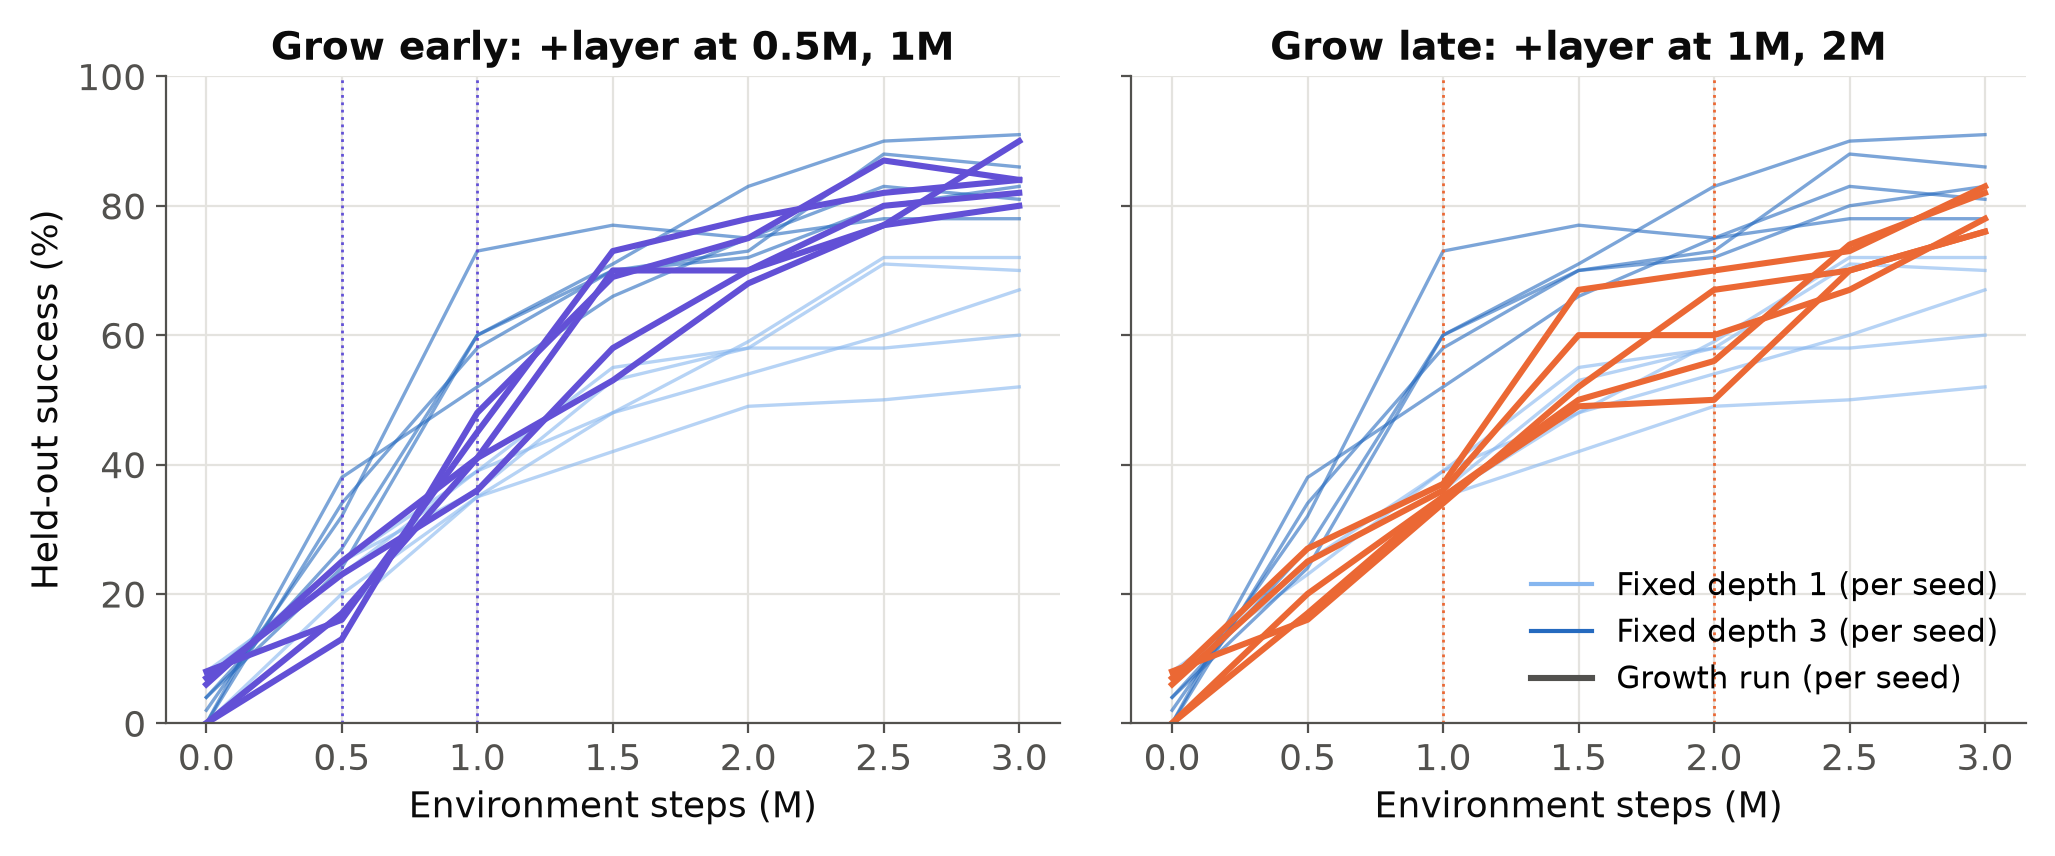 Grow early: +layer at 0.5M, 1M
Held-out success (%)
100
80
60
40
20
0
0.0 0.5 1.0 1.5 2.0 2.5 3.0
Environment steps (M)
Grow late: +layer at 1M, 2M
Fixed depth 1 (per seed)
Fixed depth 3 (per seed)
Growth run (per seed)
0.0 0.5 1.0 1.5 2.0 2.5 3.0
Environment steps (M)